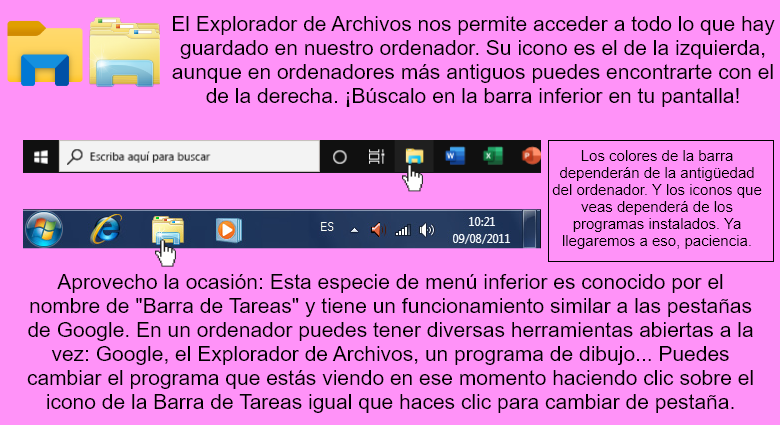 El Explorador de Archivos nos permite acceder a todo lo que hay
guardado en nuestro ordenador. Su icono es el de la izquierda,
aunque en ordenadores más antiguos puedes encontrarte con el
de la derecha. ¡Búscalo en la barra inferior en tu pantalla!
Escriba aquí para buscar
Los colores de la barra
dependerán de la antigüedad
del ordenador. Y los iconos que
veas dependerá de los
programas instalados. Ya
llegaremos a eso, paciencia.
ES
10:21
09/08/2011
Aprovecho la ocasión: Esta especie de menú inferior es conocido por el
nombre de "Barra de Tareas" y tiene un funcionamiento similar a las pestañas
de Google. En un ordenador puedes tener diversas herramientas abiertas a la
vez: Google, el Explorador de Archivos, un programa de dibujo... Puedes
cambiar el programa que estás viendo en ese momento haciendo clic sobre el
icono de la Barra de Tareas igual que haces clic para cambiar de pestaña.